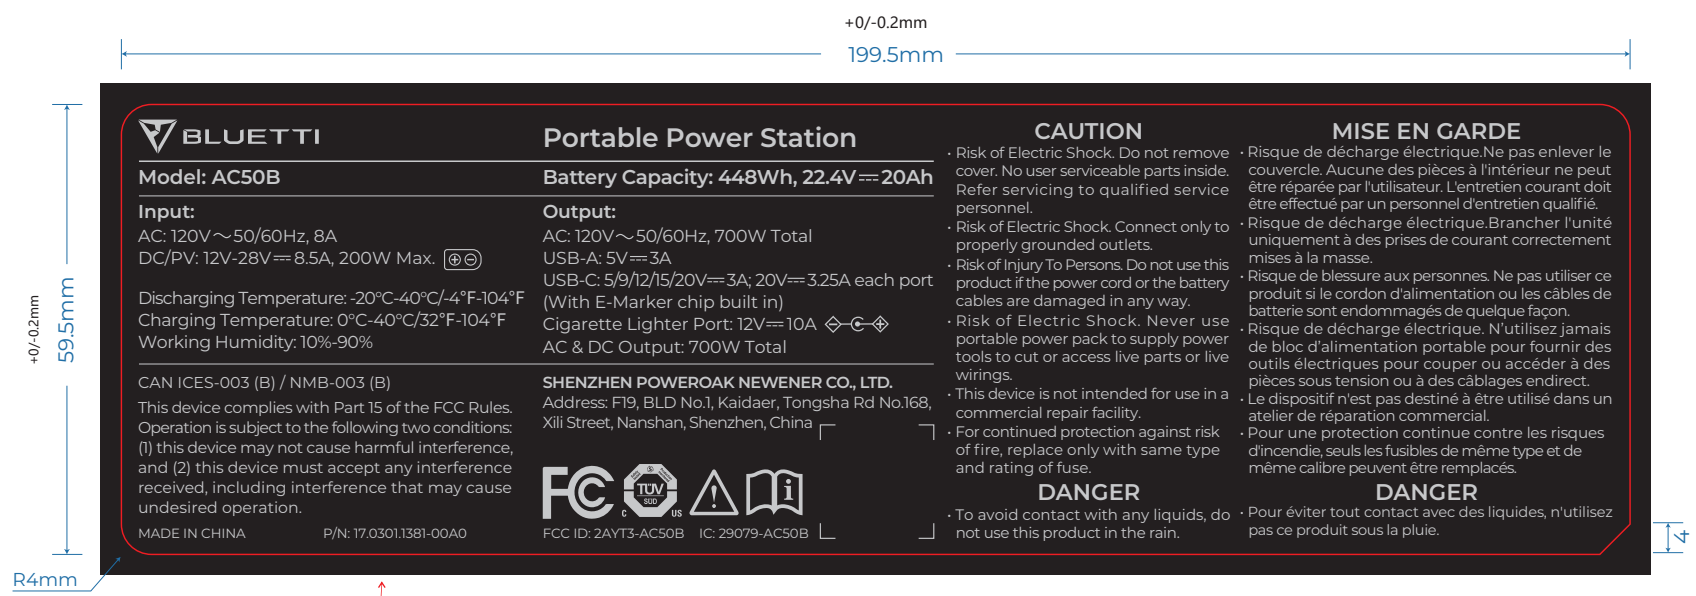 +0/-0.2mm
199.5mm
+0/-0.2mm
59.5mm
R4mm
4
BLUETTI
Portable Power Station
Model: AC50B
Battery Capacity: 448Wh, 22.4V⎓20Ah
Input:
AC: 120V～50/60Hz, 8A
DC/PV: 12V-28V⎓8.5A, 200W Max.
Discharging Temperature: -20°C-40°C/-4°F-104°F
Charging Temperature: 0°C-40°C/32°F-104°F
Working Humidity: 10%-90%
Output:
AC: 120V～50/60Hz, 700W Total
USB-A: 5V⎓3A
USB-C: 5/9/12/15/20V⎓3A; 20V⎓3.25A each port
(With E-Marker chip built in)
Cigarette Lighter Port: 12V⎓10A
AC & DC Output: 700W Total
CAN ICES-003 (B) / NMB-003 (B)
This device complies with Part 15 of the FCC Rules.
Operation is subject to the following two conditions:
(1) this device may not cause harmful interference,
and (2) this device must accept any interference
received, including interference that may cause
undesired operation.
MADE IN CHINA
P/N: 17.0301.1381-00A0
SHENZHEN POWEROAK NEWENER CO., LTD.
Address: F19, BLD No.1, Kaidaer, Tongsha Rd No.168,
Xili Street, Nanshan, Shenzhen, China
FC
TÜV
SÜD
C
US
i
FCC ID: 2AYT3-AC50B
IC: 29079-AC50B
CAUTION
· Risk of Electric Shock. Do not remove
cover. No user serviceable parts inside.
Refer servicing to qualified service
personnel.
· Risk of Electric Shock. Connect only to
properly grounded outlets.
· Risk of Injury To Persons. Do not use this
product if the power cord or the battery
cables are damaged in any way.
· Risk of Electric Shock. Never use
portable power pack to supply power
tools to cut or access live parts or live
wirings.
· This device is not intended for use in a
commercial repair facility.
· For continued protection against risk
of fire, replace only with same type
and rating of fuse.
DANGER
· To avoid contact with any liquids, do
not use this product in the rain.
MISE EN GARDE
· Risque de décharge électrique.Ne pas enlever le
couvercle. Aucune des pièces à l'intérieur ne peut
être réparée par l'utilisateur. L'entretien courant doit
être effectué par un personnel d'entretien qualifié.
· Risque de décharge électrique.Brancher l'unité
uniquement à des prises de courant correctement
mises à la masse.
· Risque de blessure aux personnes. Ne pas utiliser ce
produit si le cordon d'alimentation ou les câbles de
batterie sont endommagés de quelque façon.
· Risque de décharge électrique. N’utilisez jamais
de bloc d’alimentation portable pour fournir des
outils électriques pour couper ou accéder à des
pièces sous tension ou à des câblages endirect.
· Le dispositif n'est pas destiné à être utilisé dans un
atelier de réparation commercial.
· Pour une protection continue contre les risques
d'incendie, seuls les fusibles de même type et de
même calibre peuvent être remplacés.
DANGER
· Pour éviter tout contact avec des liquides, n'utilisez
pas ce produit sous la pluie.